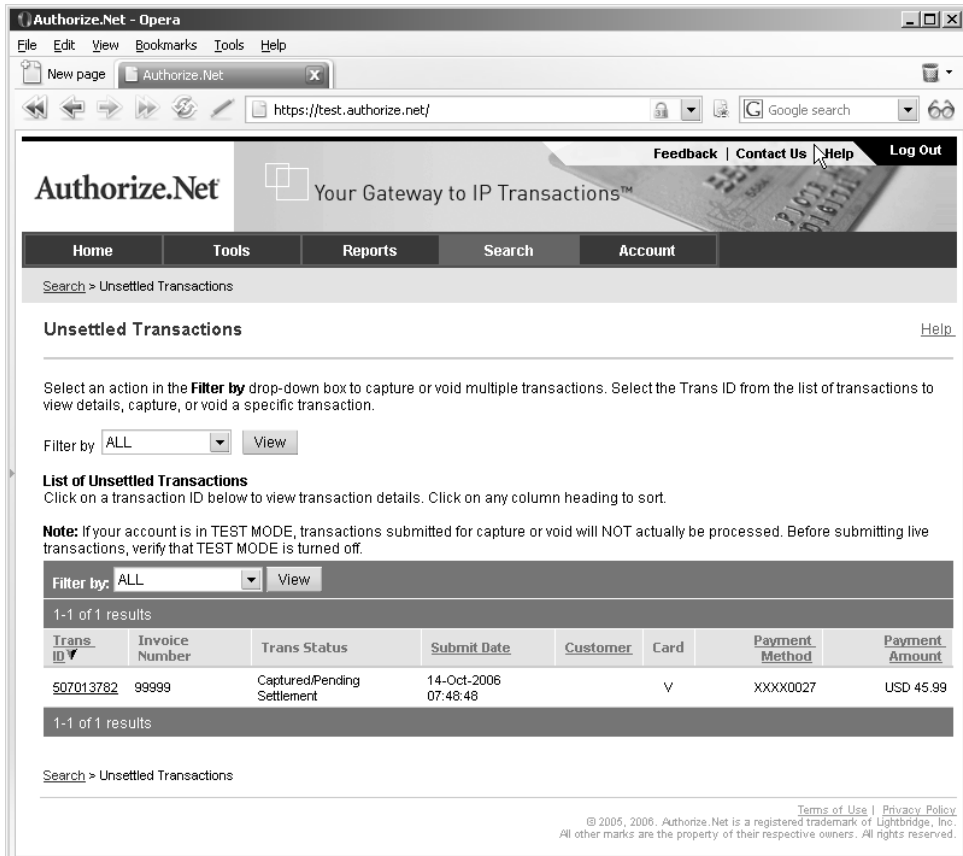 Authorize.Net - Opera
File Edit View Bookmarks Tools Help
New page Authorize.Net
https://test.authorize.net/ G Google search
Feedback | Contact Us Help Log Out
Authorize.Net Your Gateway to IP Transactions™
Home Tools Reports Search Account
Search > Unsettled Transactions
Unsettled Transactions Help
Select an action in the Filter by drop-down box to capture or void multiple transactions. Select the Trans ID from the list of transactions to
view details, capture, or void a specific transaction.
Filter by ALL View
List of Unsettled Transactions
Click on a transaction ID below to view transaction details. Click on any column heading to sort.
Note: If your account is in TEST MODE, transactions submitted for capture or void will NOT actually be processed. Before submitting live
transactions, verify that TEST MODE is turned off.
Filter by: ALL View
1-1 of 1 results
Trans ID Invoice Number Trans Status Submit Date Customer Card Payment Method Payment Amount
507013782 99999 Captured/Pending Settlement 14-Oct-2006 07:48:48 V XXXX0027 USD 45.99
1-1 of 1 results
Search > Unsettled Transactions
Terms of Use | Privacy Policy
© 2005, 2006. Authorize.Net is a registered trademark of Lightbridge, Inc.
All other marks are the property of their respective owners. All rights reserved.